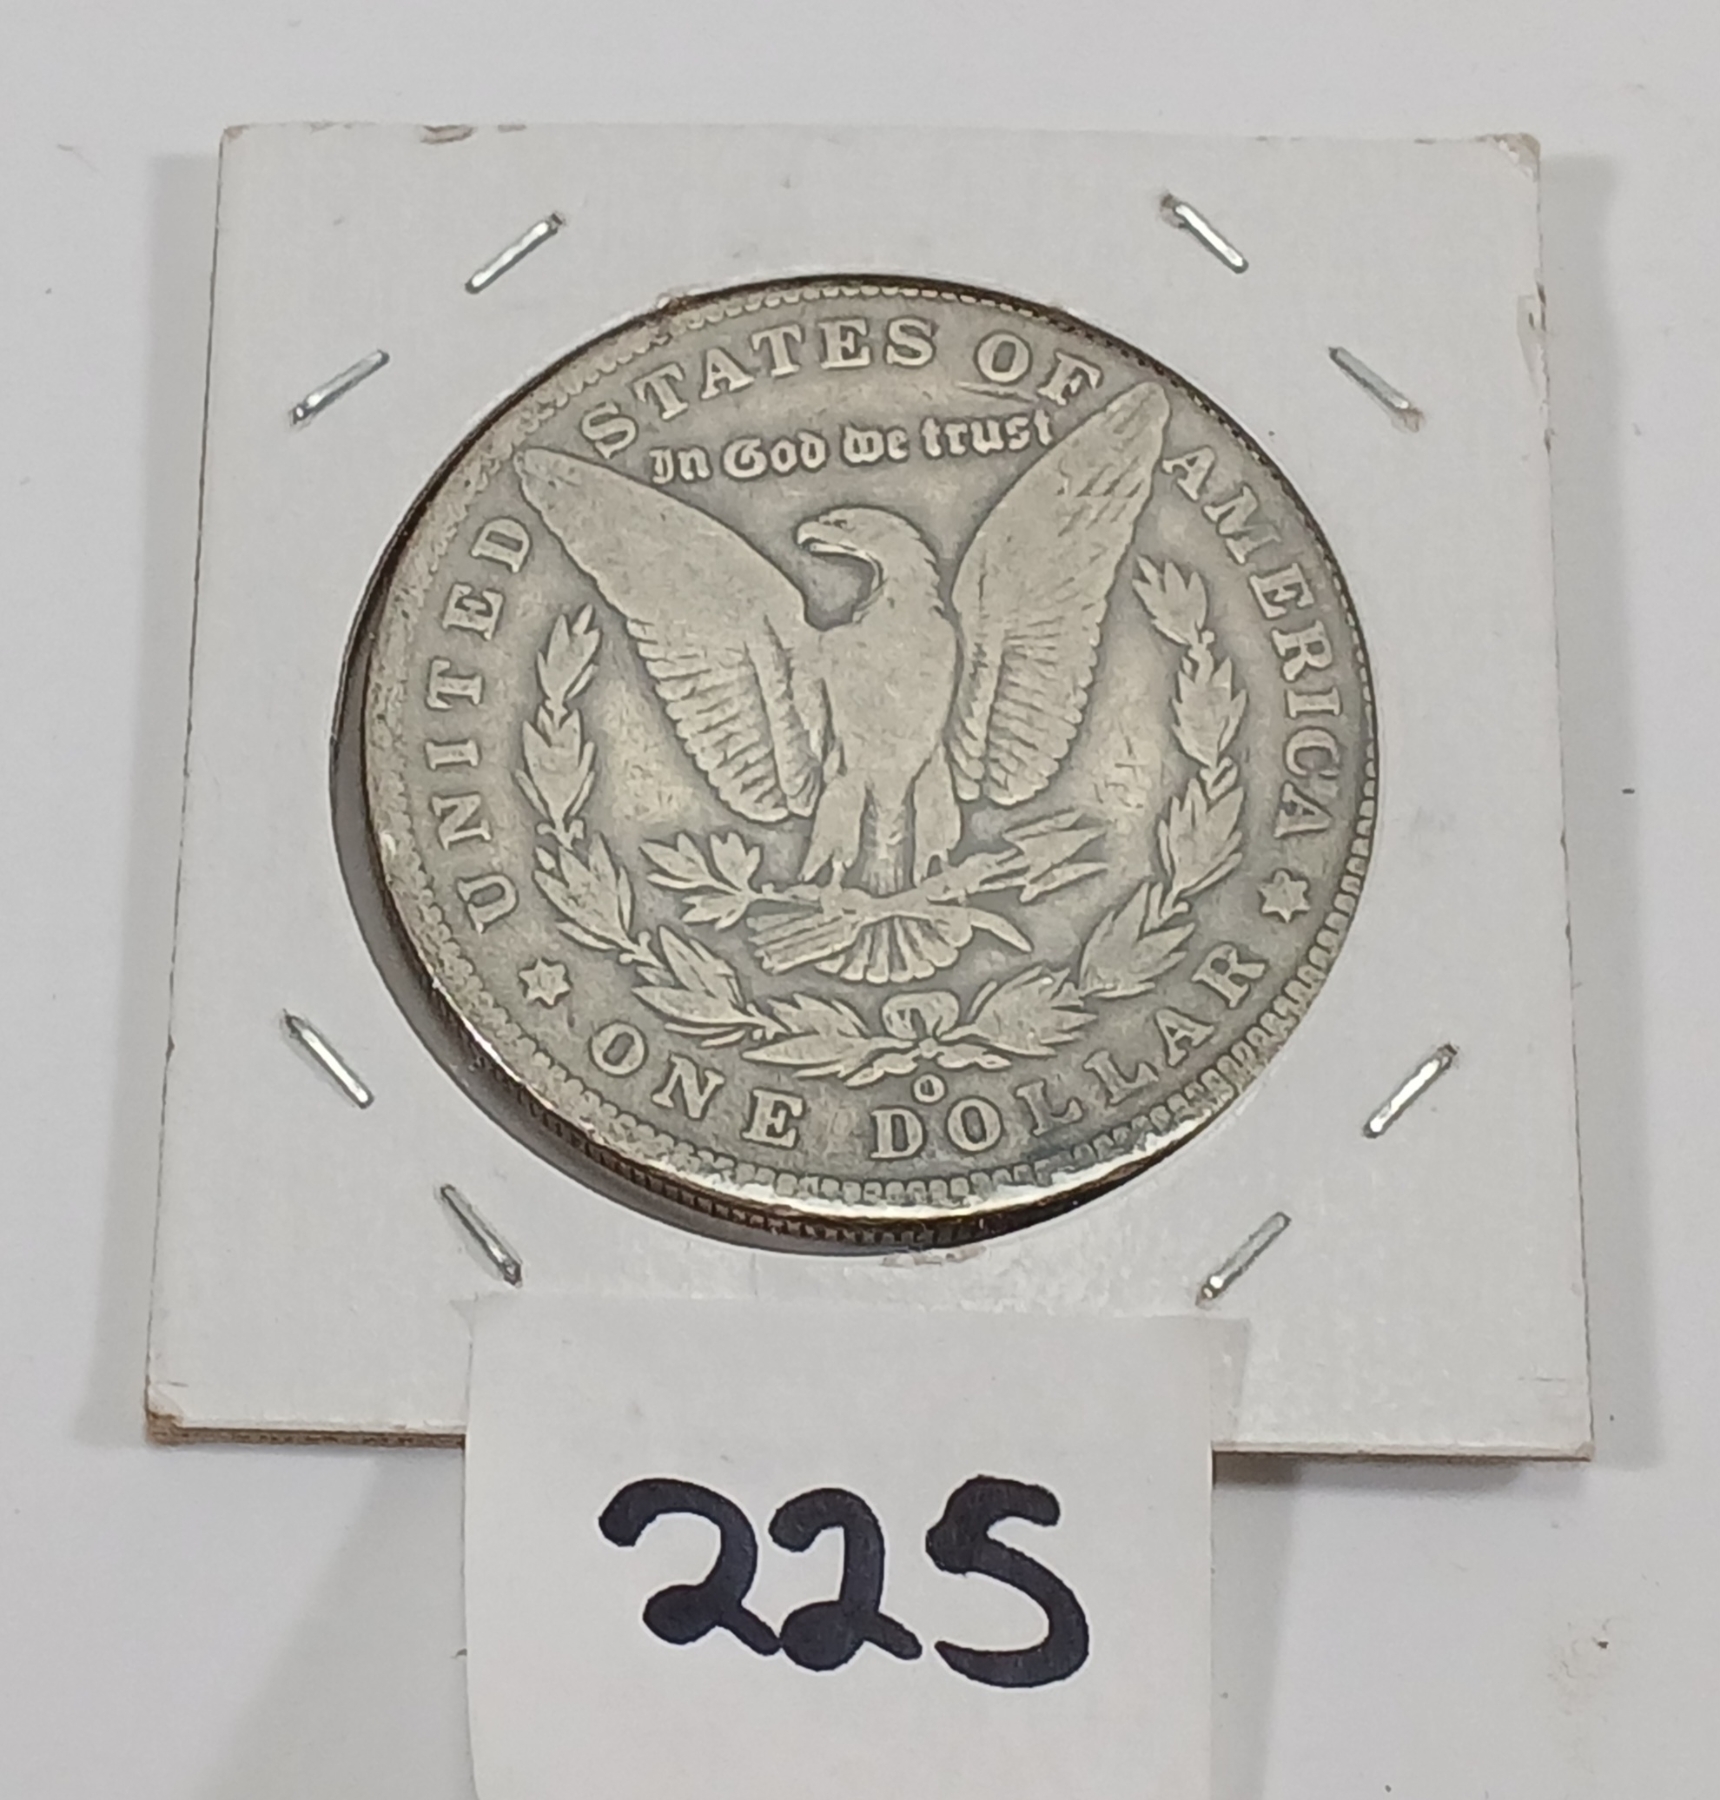 UNITED STATES OF AMERICA
In God we trust
O
ONE DOLLAR
225